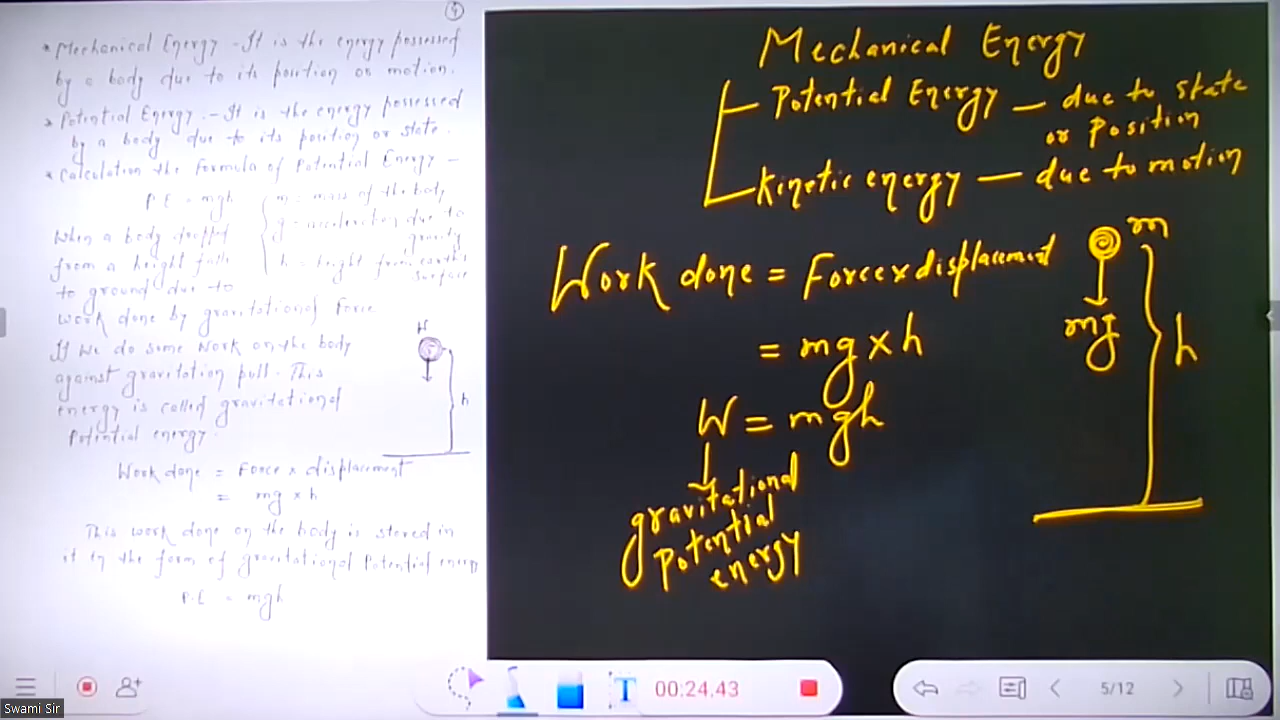 4
* Mechanical Energy - It is the energy possessed
by a body due to its position or motion.
* Potential Energy - It is the energy possessed
by a body due to its position or state.
* Calculation the Formula of Potential Energy -
P.E = mgh
m = mass of the body
g = acceleration due to
gravity
h = height from earth's
surface
When a body dropped
from a height falls
to ground due to
work done by gravitational Force
If we do some work on the body
against gravitation pull. This
energy is called gravitational
Potential energy.
h
Work done = Force x displacement
= mg x h
This work done on the body is stored in
it in the form of gravitational Potential energy
P.E = mgh
Mechanical Energy
Potential Energy — due to state
or Position
Kinetic energy — due to motion
Work done = Force x displacement
= mg x h
W = mgh
gravitational
potential
energy
m
mg
h
T
00:24.43
5/12
Swami Sir